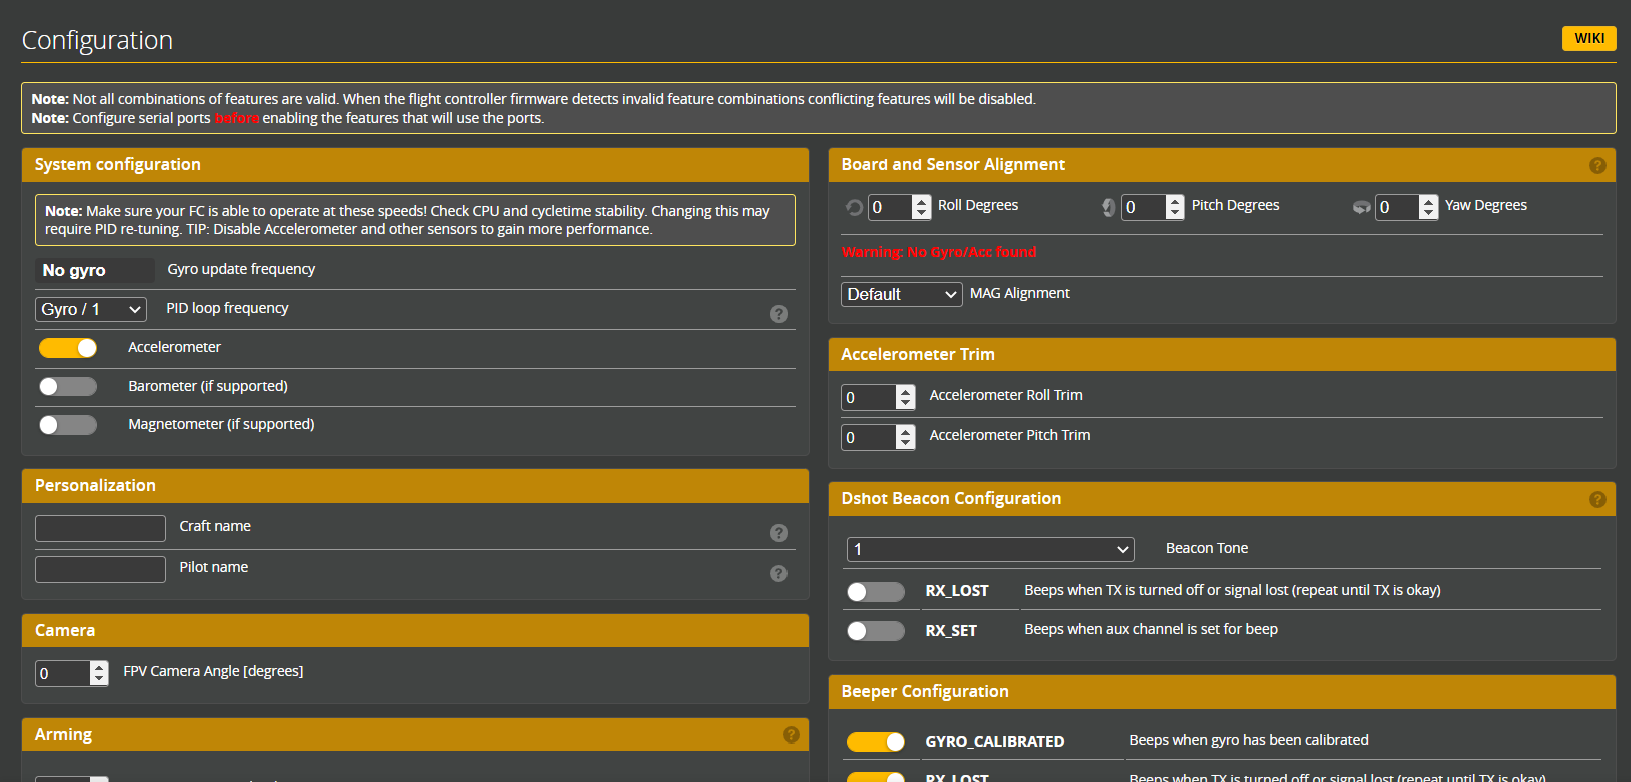 Configuration
WIKI
Note: Not all combinations of features are valid. When the flight controller firmware detects invalid feature combinations conflicting features will be disabled.
Note: Configure serial ports before enabling the features that will use the ports.
System configuration
Note: Make sure your FC is able to operate at these speeds! Check CPU and cycletime stability. Changing this may
require PID re-tuning. TIP: Disable Accelerometer and other sensors to gain more performance.
No gyro Gyro update frequency
Gyro / 1 PID loop frequency ?
Accelerometer
Barometer (if supported)
Magnetometer (if supported)
Personalization
Craft name ?
Pilot name ?
Camera
0 FPV Camera Angle [degrees]
Arming ?
Board and Sensor Alignment ?
0 Roll Degrees 0 Pitch Degrees 0 Yaw Degrees
Warning: No Gyro/Acc found
Default MAG Alignment
Accelerometer Trim
0 Accelerometer Roll Trim
0 Accelerometer Pitch Trim
Dshot Beacon Configuration ?
1 Beacon Tone
RX_LOST Beeps when TX is turned off or signal lost (repeat until TX is okay)
RX_SET Beeps when aux channel is set for beep
Beeper Configuration
GYRO_CALIBRATED Beeps when gyro has been calibrated
RX_LOST Beeps when TX is turned off or signal lost (repeat until TX is okay)